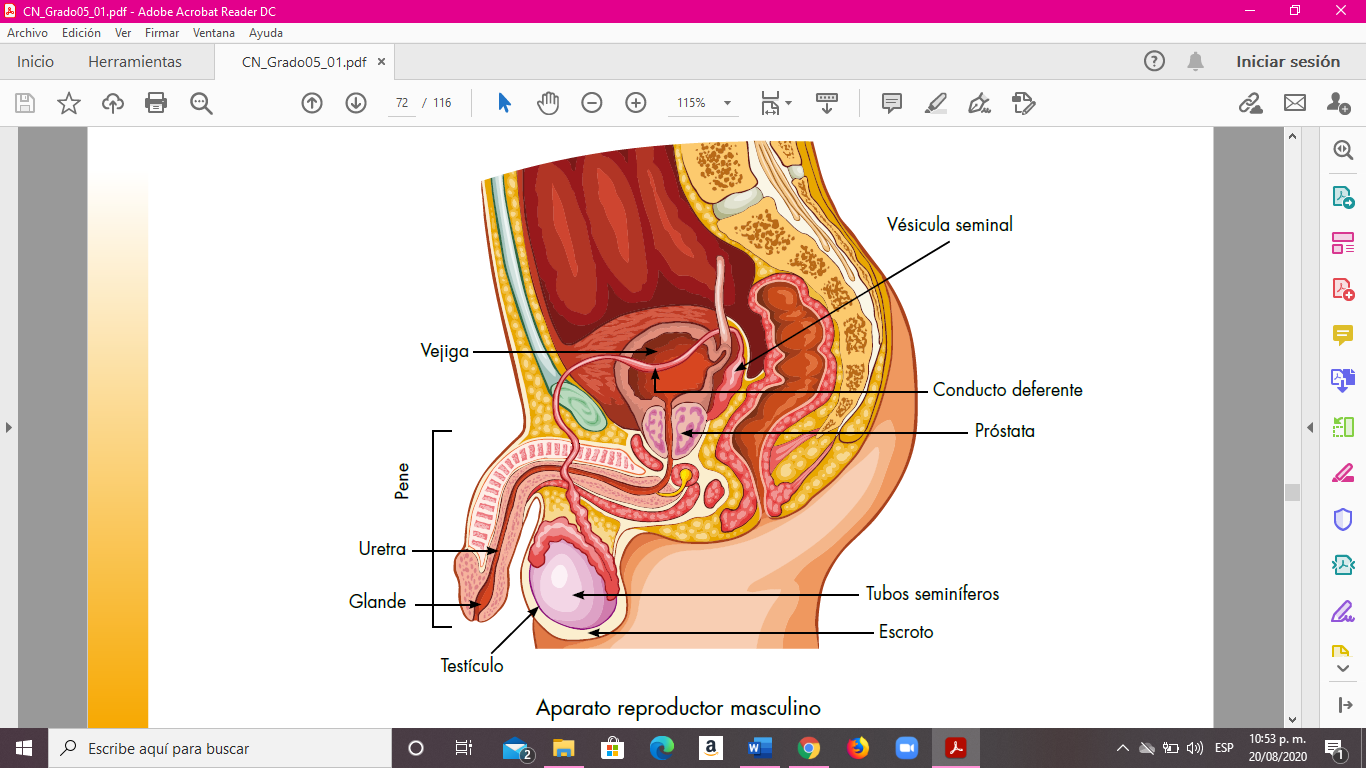 CN_Grado05_01.pdf - Adobe Acrobat Reader DC
Archivo Edición Ver Firmar Ventana Ayuda
Inicio Herramientas CN_Grado05_01.pdf × Iniciar sesión
72 / 116 115%
Vésicula seminal
Vejiga
Conducto deferente
Próstata
Pene
Uretra
Glande
Tubos seminíferos
Escroto
Testículo
Aparato reproductor masculino
Escribe aquí para buscar
2
a
ESP
10:53 p. m.
20/08/2020
1